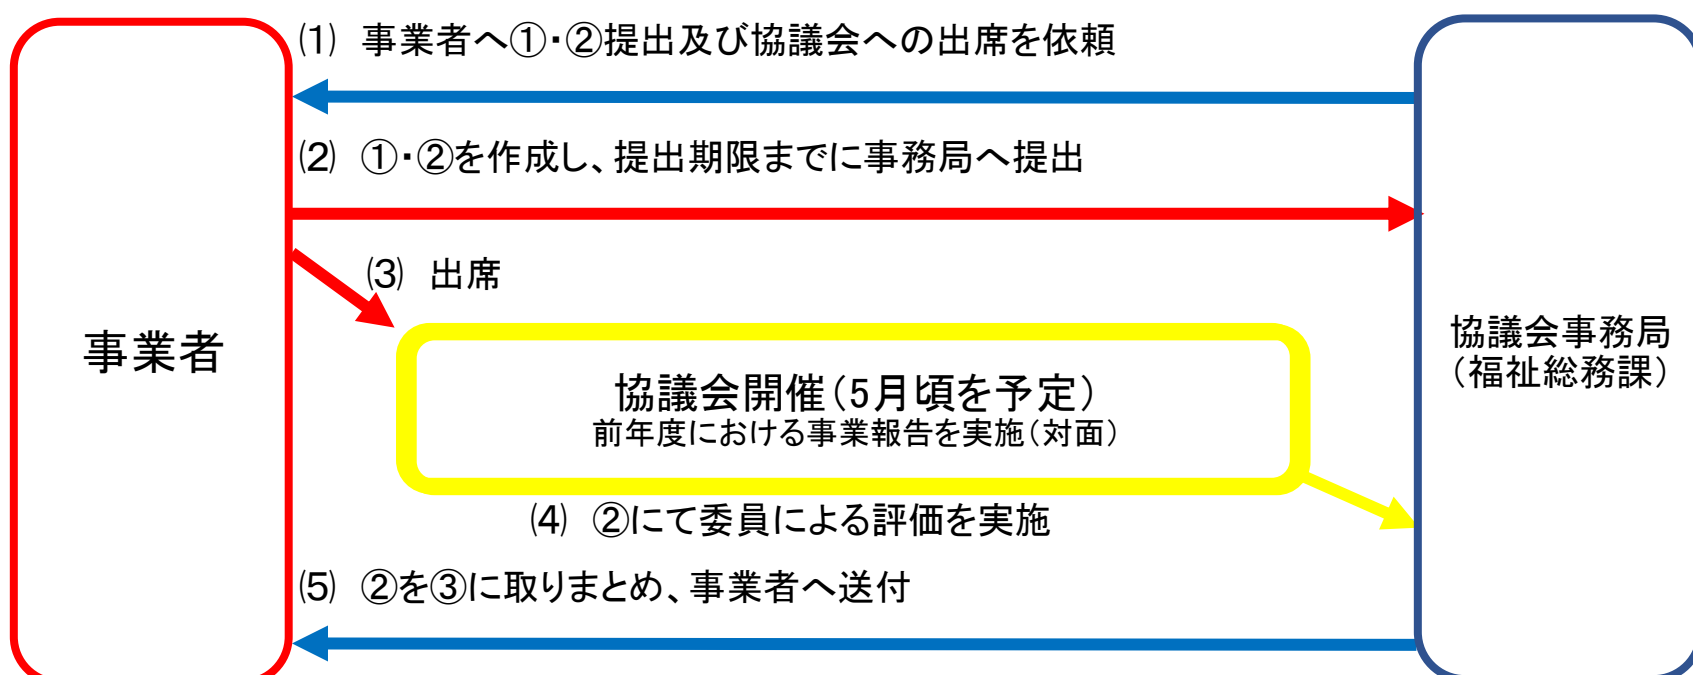 ⑴ 事業者へ①・②提出及び協議会への出席を依頼
⑵ ①・②を作成し、提出期限までに事務局へ提出
⑶ 出席
事業者
協議会開催(5月頃を予定)
前年度における事業報告を実施(対面)
協議会事務局
(福祉総務課)
⑷ ②にて委員による評価を実施
⑸ ②を③に取りまとめ、事業者へ送付